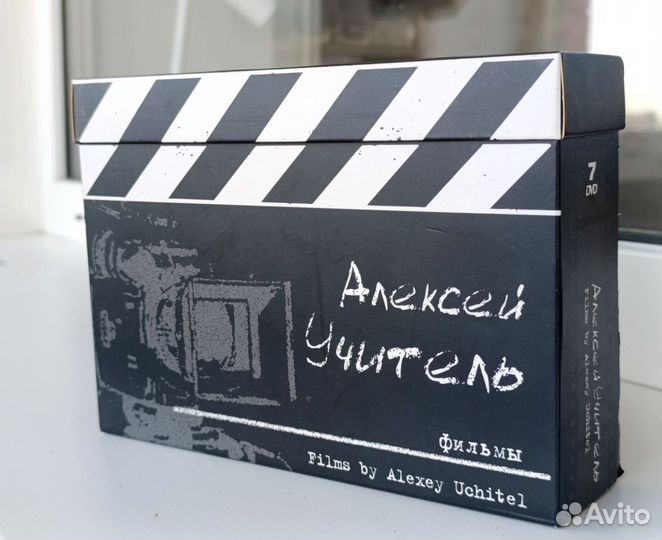 Алексей
Учитель
фильмы
Films by Alexey Uchitel
7
DVD
Алексей Учитель
Films by Alexey Uchitel
Avito